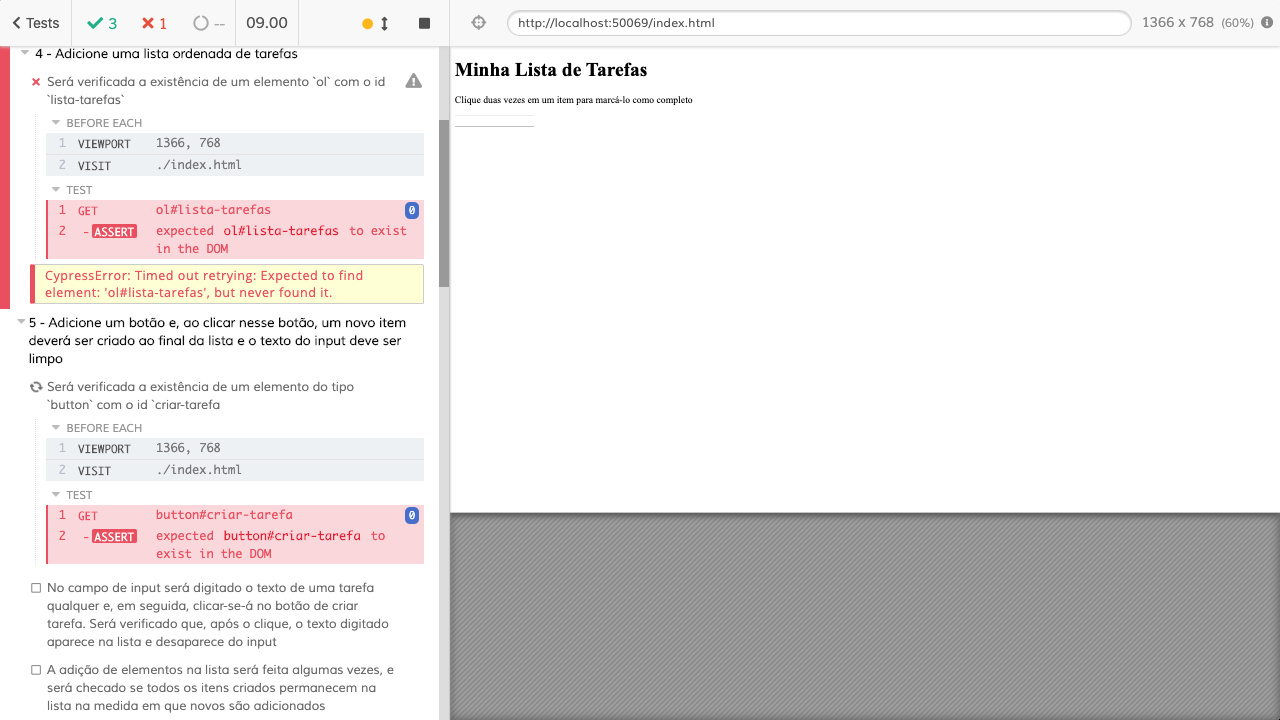 Tests 3 1 -- 09.00 http://localhost:50069/index.html 1366 x 768 (60%)
4 - Adicione uma lista ordenada de tarefas
Será verificada a existência de um elemento `ol` com o id
`lista-tarefas`
BEFORE EACH
1 VIEWPORT 1366, 768
2 VISIT ./index.html
TEST
1 GET ol#lista-tarefas 0
2 -ASSERT expected ol#lista-tarefas to exist
in the DOM
CypressError: Timed out retrying: Expected to find
element: 'ol#lista-tarefas', but never found it.
5 - Adicione um botão e, ao clicar nesse botão, um novo item
deverá ser criado ao final da lista e o texto do input deve ser
limpo
Será verificada a existência de um elemento do tipo
`button` com o id `criar-tarefa
BEFORE EACH
1 VIEWPORT 1366, 768
2 VISIT ./index.html
TEST
1 GET button#criar-tarefa 0
2 -ASSERT expected button#criar-tarefa to
exist in the DOM
No campo de input será digitado o texto de uma tarefa
qualquer e, em seguida, clicar-se-á no botão de criar
tarefa. Será verificado que, após o clique, o texto digitado
aparece na lista e desaparece do input
A adição de elementos na lista será feita algumas vezes, e
será checado se todos os itens criados permanecem na
lista na medida em que novos são adicionados
Minha Lista de Tarefas
Clique duas vezes em um item para marcá-lo como completo